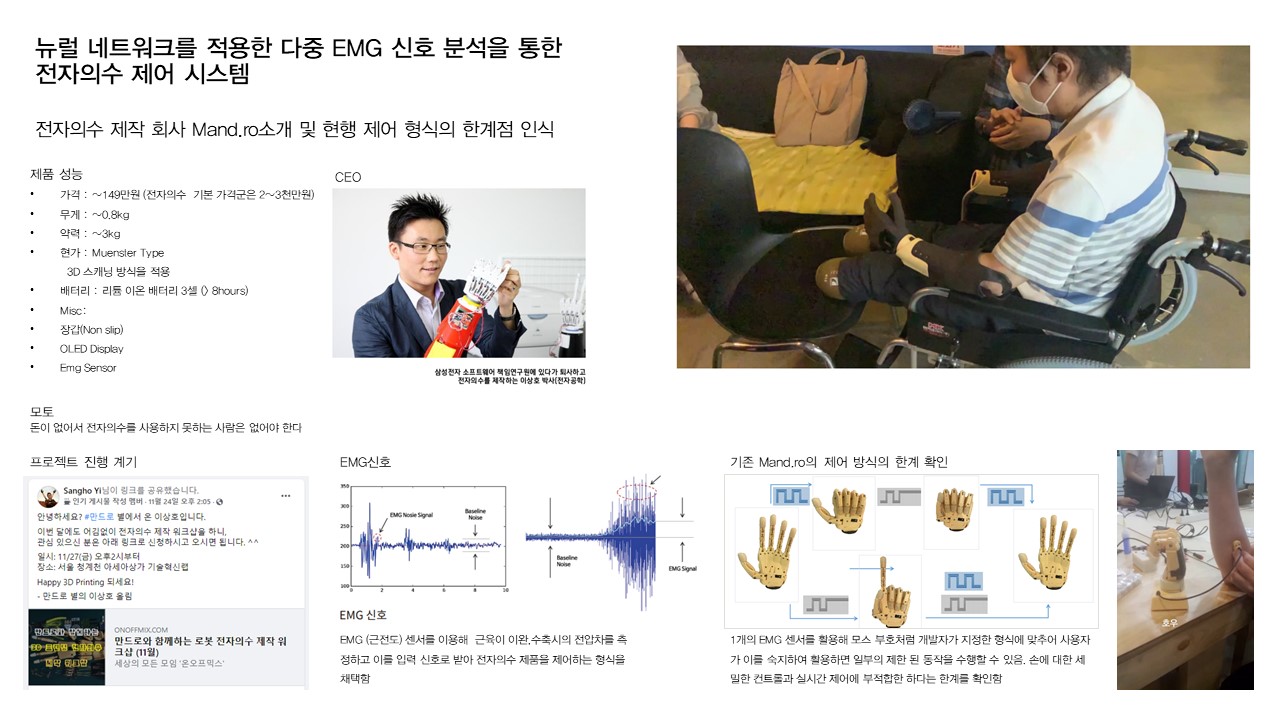 뉴럴 네트워크를 적용한 다중 EMG 신호 분석을 통한
전자의수 제어 시스템
전자의수 제작 회사 Mand.ro소개 및 현행 제어 형식의 한계점 인식
제품 성능
• 가격 : ~149만원 (전자의수 기본 가격군은 2~3천만원)
• 무게 : ~0.8kg
• 약력 : ~3kg
• 현가 : Muenster Type
3D 스캐닝 방식을 적용
• 배터리 : 리튬 이온 배터리 3셀 (> 8hours)
• Misc:
• 장갑(Non slip)
• OLED Display
• Emg Sensor
CEO
삼성전자 소프트웨어 책임연구원에 있다가 퇴사하고
전자의수를 제작하는 이상호 박사[전자공학]
모토
돈이 없어서 전자의수를 사용하지 못하는 사람은 없어야 한다
프로젝트 진행 계기
Sangho Yi님이 링크를 공유했습니다.
인기 게시물 작성 멤버 · 11월 24일 오후 2:05 ·
안녕하세요? #만드로 별에서 온 이상호입니다.
이번 달에도 어김없이 전자의수 제작 워크샵을 하니,
관심 있으신 분은 아래 링크로 신청하시고 오시면 됩니다. ^^
일시: 11/27(금) 오후2시부터
장소: 서울 청계천 아세아상가 기술혁신랩
Happy 3D Printing 되세요!
- 만드로 별의 이상호 올림
ONOFFMIX.COM
만드로와 함께하는 로봇 전자의수 제작 워
크샵 (11월)
세상의 모든 모임 '온오프믹스'
EMG신호
350
300
250
200
150
100
0 2 4 6 8 10
EMG Nosie Signal
Baseline
Noise
Baseline
Noise
EMG Signal
EMG 신호
EMG (근전도) 센서를 이용해 근육이 이완,수축시의 전압차를 측
정하고 이를 입력 신호로 받아 전자의수 제품을 제어하는 형식을
채택함
기존 Mand.ro의 제어 방식의 한계 확인
1개의 EMG 센서를 활용해 모스 부호처럼 개발자가 지정한 형식에 맞추어 사용자
가 이를 숙지하여 활용하면 일부의 제한 된 동작을 수행할 수 있음. 손에 대한 세
밀한 컨트롤과 실시간 제어에 부적합한 하다는 한계를 확인함
호우